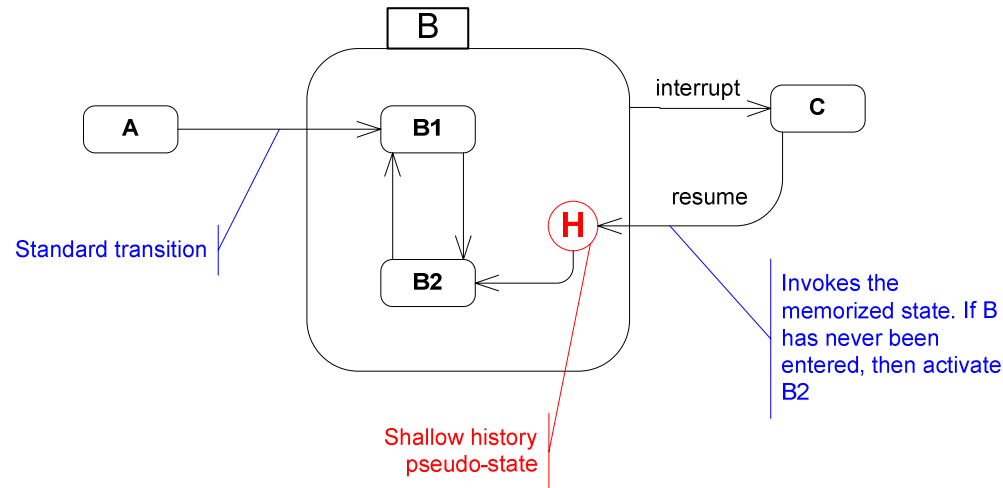 B
interrupt
A
B1
C
resume
H
Standard transition
B2
Invokes the
memorized state. If B
has never been
entered, then activate
B2
Shallow history
pseudo-state